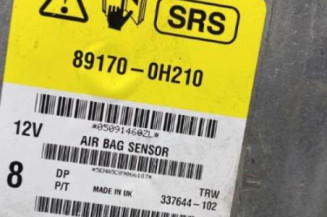 SRS
89170-0H210
*05091460ZL*
12V
AIR BAG SENSOR
8
DP
P/T
MADE IN UK
TRW
337644-102